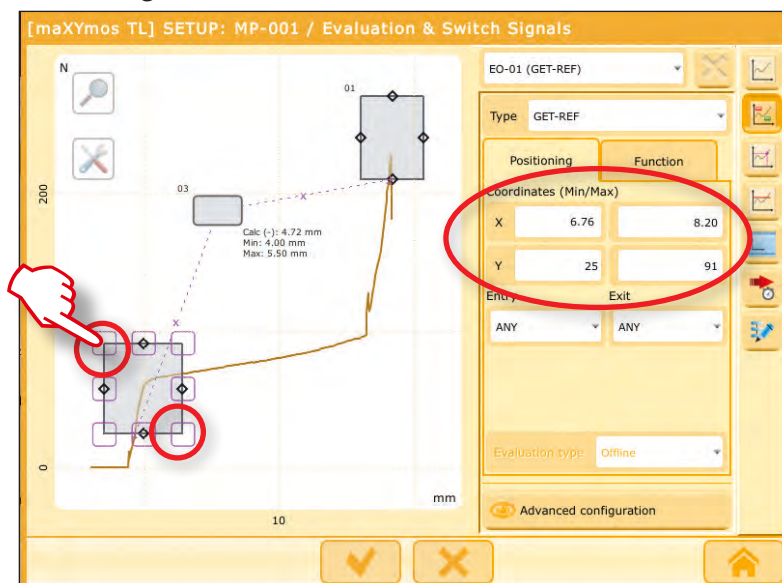 [maXYmos TL] SETUP: MP-001 / Evaluation & Switch Signals
N
01
03
200
Calc (-): 4.72 mm
Min: 4.00 mm
Max: 5.50 mm
x
x
0
10
mm
EO-01 (GET-REF)
Type GET-REF
Positioning Function
Coordinates (Min/Max)
X 6.76 8.20
Y 25 91
Entry Exit
ANY ANY
Evaluation type Offline
Advanced configuration